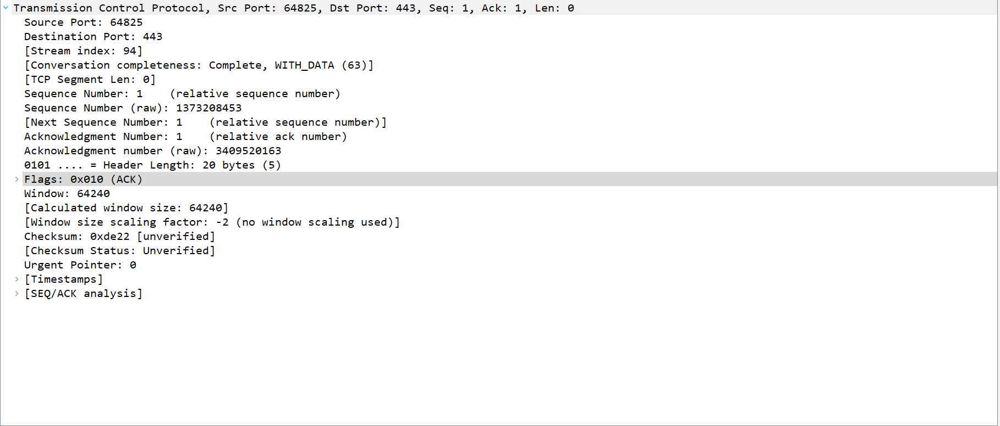 Transmission Control Protocol, Src Port: 64825, Dst Port: 443, Seq: 1, Ack: 1, Len: 0
Source Port: 64825
Destination Port: 443
[Stream index: 94]
[Conversation completeness: Complete, WITH_DATA (63)]
[TCP Segment Len: 0]
Sequence Number: 1    (relative sequence number)
Sequence Number (raw): 1373208453
[Next Sequence Number: 1    (relative sequence number)]
Acknowledgment Number: 1    (relative ack number)
Acknowledgment number (raw): 3409520163
0101 .... = Header Length: 20 bytes (5)
Flags: 0x010 (ACK)
Window: 64240
[Calculated window size: 64240]
[Window size scaling factor: -2 (no window scaling used)]
Checksum: 0xde22 [unverified]
[Checksum Status: Unverified]
Urgent Pointer: 0
[Timestamps]
[SEQ/ACK analysis]